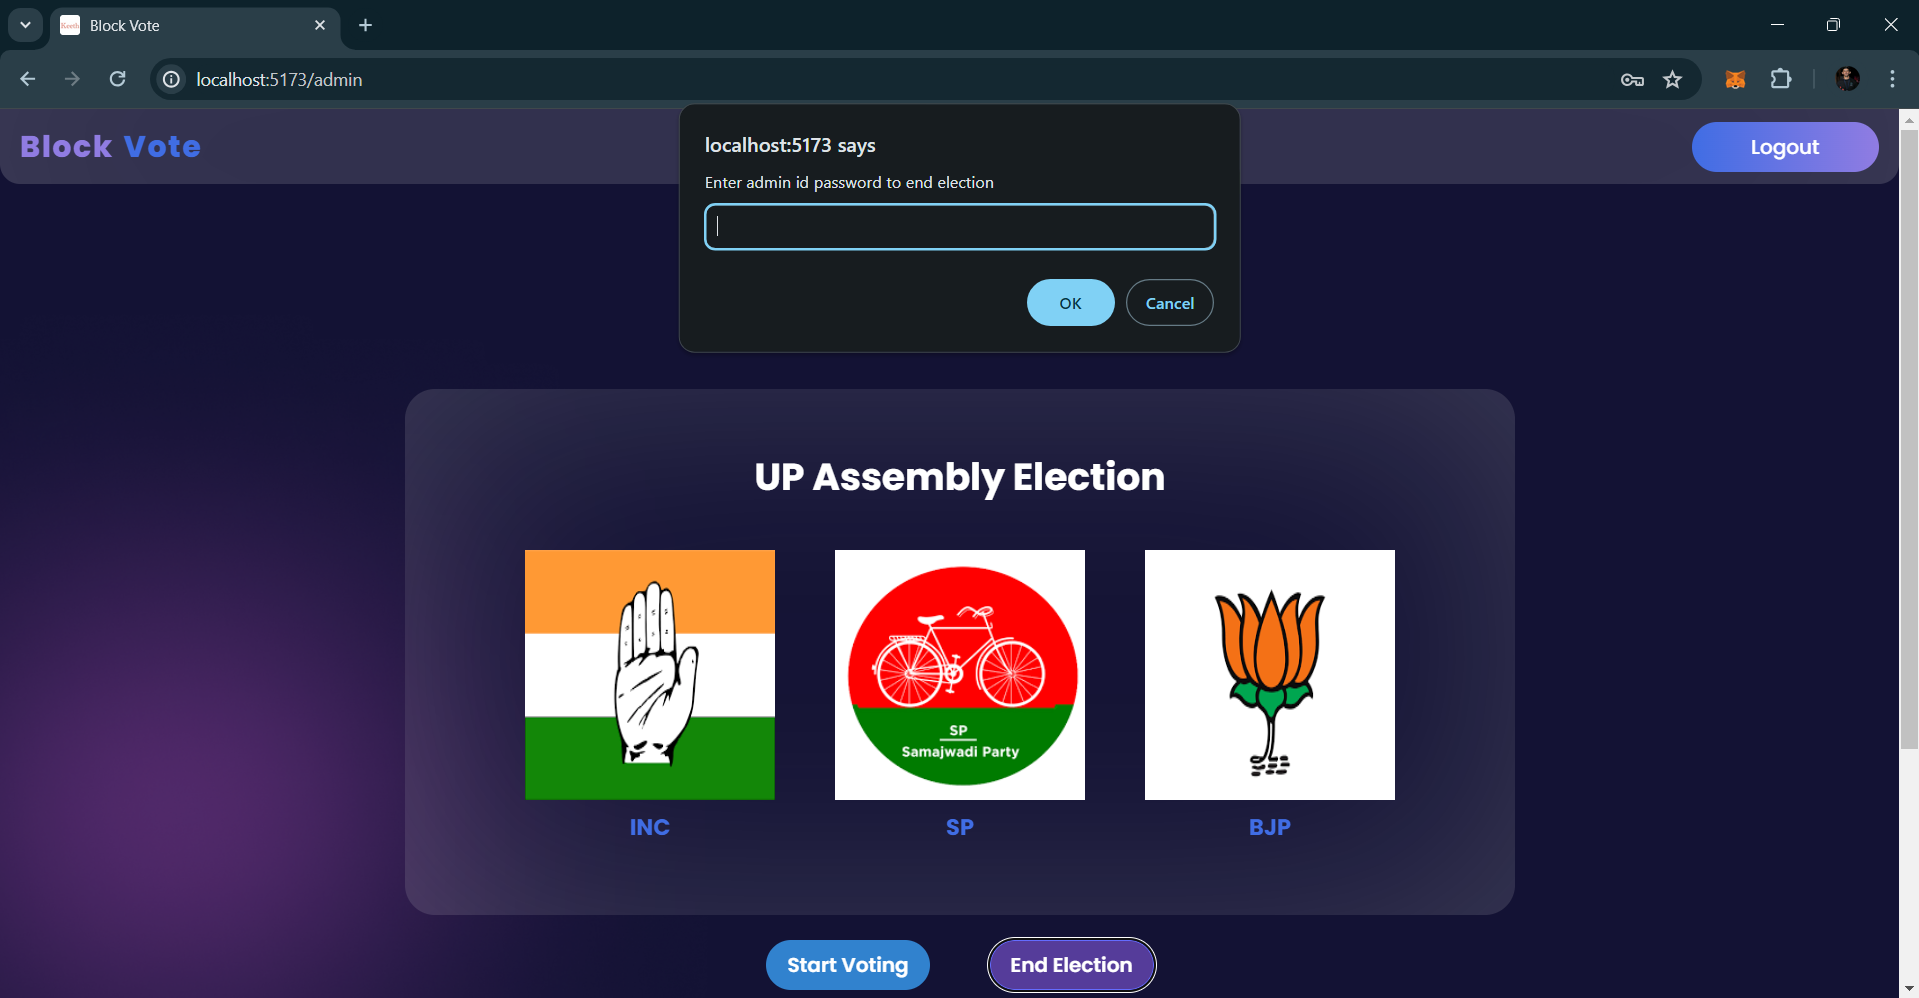 Block Vote
localhost:5173/admin
Block Vote
Logout
localhost:5173 says
Enter admin id password to end election
OK
Cancel
UP Assembly Election
SP
Samajwadi Party
INC
SP
BJP
Start Voting
End Election